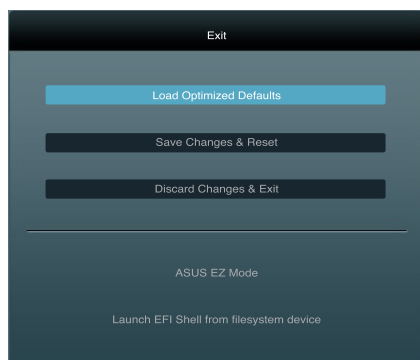 Exit
Load Optimized Defaults
Save Changes & Reset
Discard Changes & Exit
ASUS EZ Mode
Launch EFI Shell from filesystem device